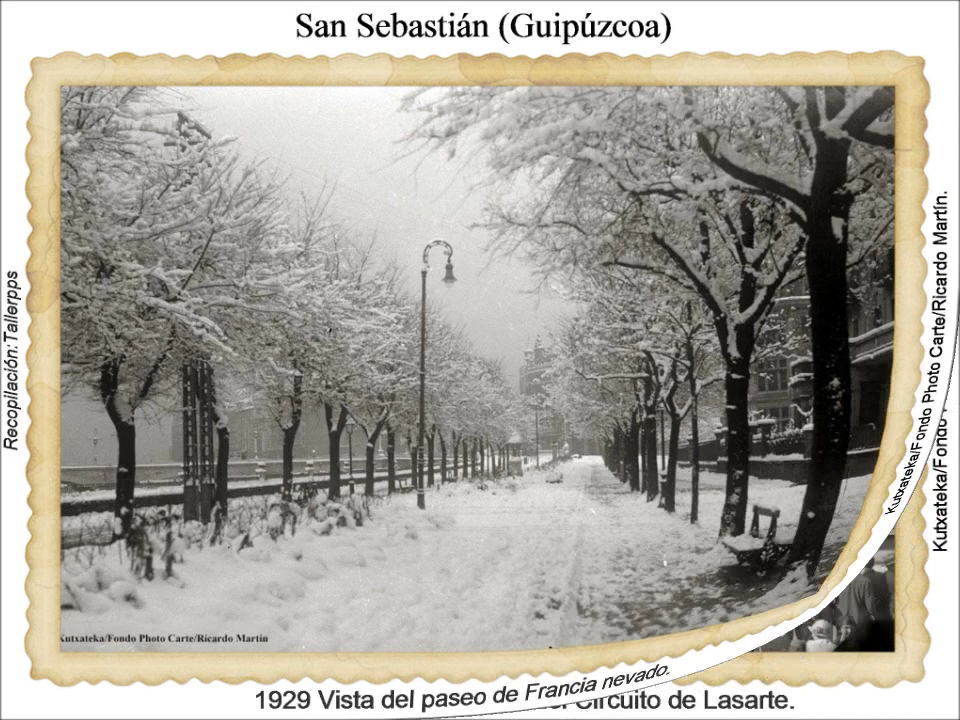 San Sebastián (Guipúzcoa)
Recopilación:Tallerpps
Kutxateka/Fondo Photo Carte/Ricardo Martín.
Kutxateka/Fondo Photo Carte/Ricardo Martín.
Kutxateka/Fondo
Kutxateka/Fondo Photo Carte/Ricardo Martín
1929 Vista del paseo de Francia nevado.
Circuito de Lasarte.